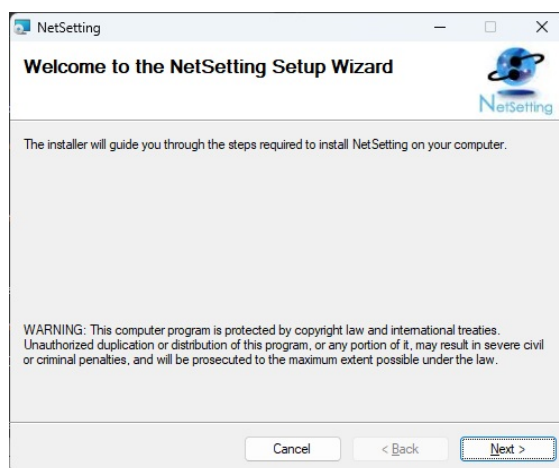 NetSetting
Welcome to the NetSetting Setup Wizard
NetSetting
The installer will guide you through the steps required to install NetSetting on your computer.
WARNING: This computer program is protected by copyright law and international treaties.
Unauthorized duplication or distribution of this program, or any portion of it, may result in severe civil
or criminal penalties, and will be prosecuted to the maximum extent possible under the law.
Cancel
< Back
Next >